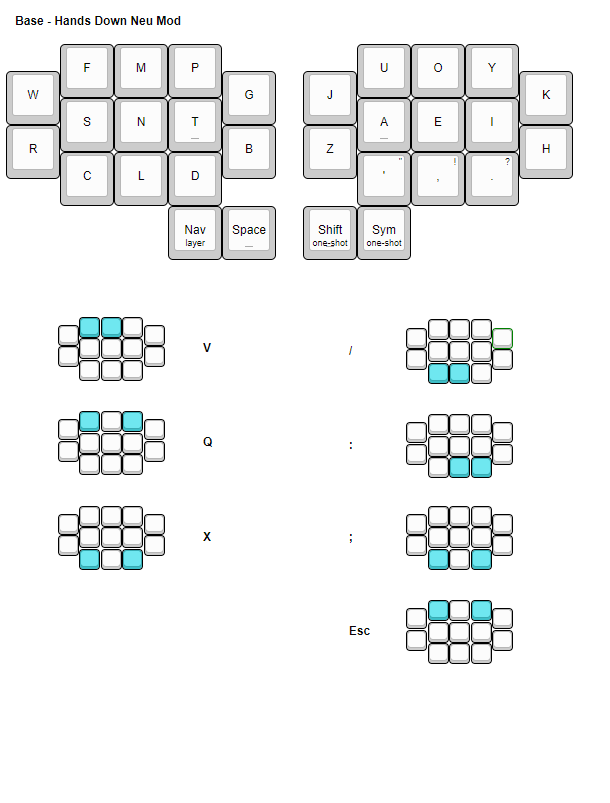 Base - Hands Down Neu Mod
F M P U O Y
W G J K
S N T A E I
R B Z H
" ! ?
C L D ' , .
Nav Space Shift Sym
layer one-shot one-shot
V /
Q :
X ;
Esc